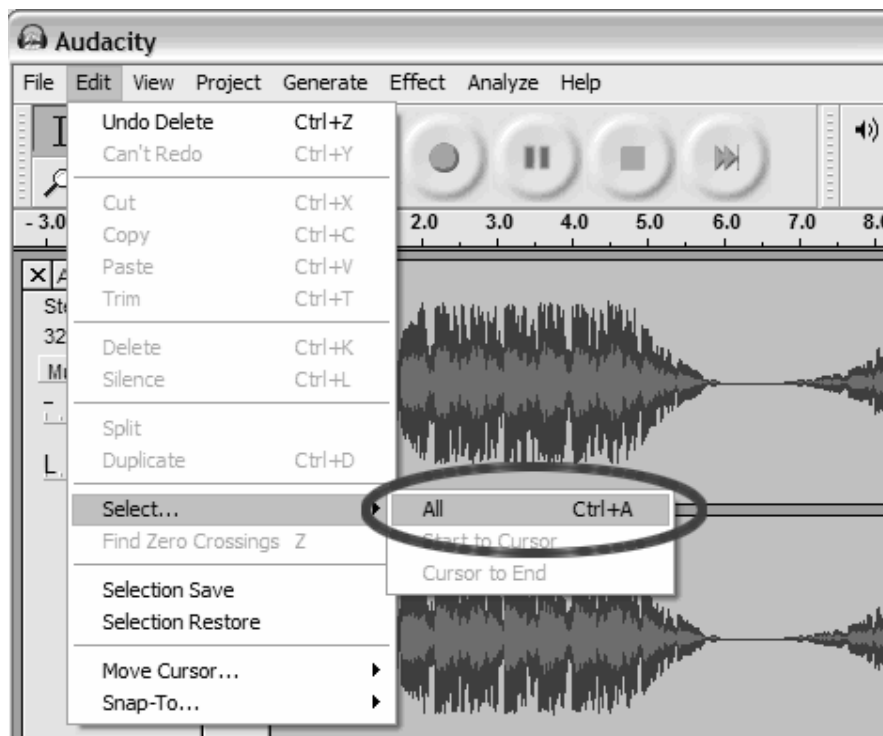 Audacity
File Edit View Project Generate Effect Analyze Help
Undo Delete Ctrl+Z
Can't Redo Ctrl+Y
Cut Ctrl+X
Copy Ctrl+C
Paste Ctrl+V
Trim Ctrl+T
Delete Ctrl+K
Silence Ctrl+L
Split
Duplicate Ctrl+D
Select...
Find Zero Crossings Z
Selection Save
Selection Restore
Move Cursor...
Snap-To...
All Ctrl+A
Start to Cursor
Cursor to End
- 3.0 2.0 3.0 4.0 5.0 6.0 7.0 8.0
32
L